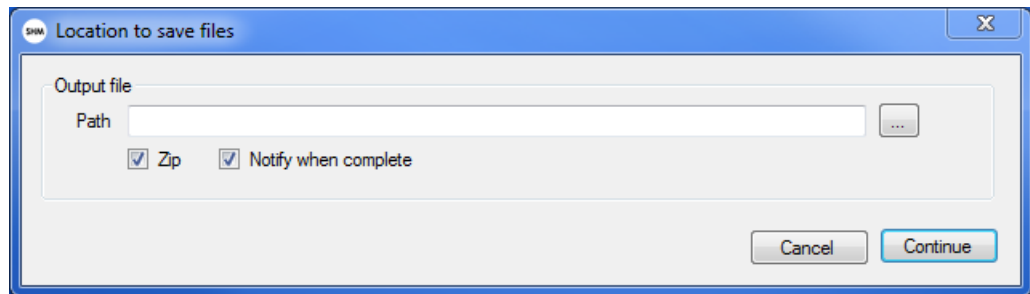 SHM Location to save files
Output file
Path ...
Zip Notify when complete
Cancel Continue